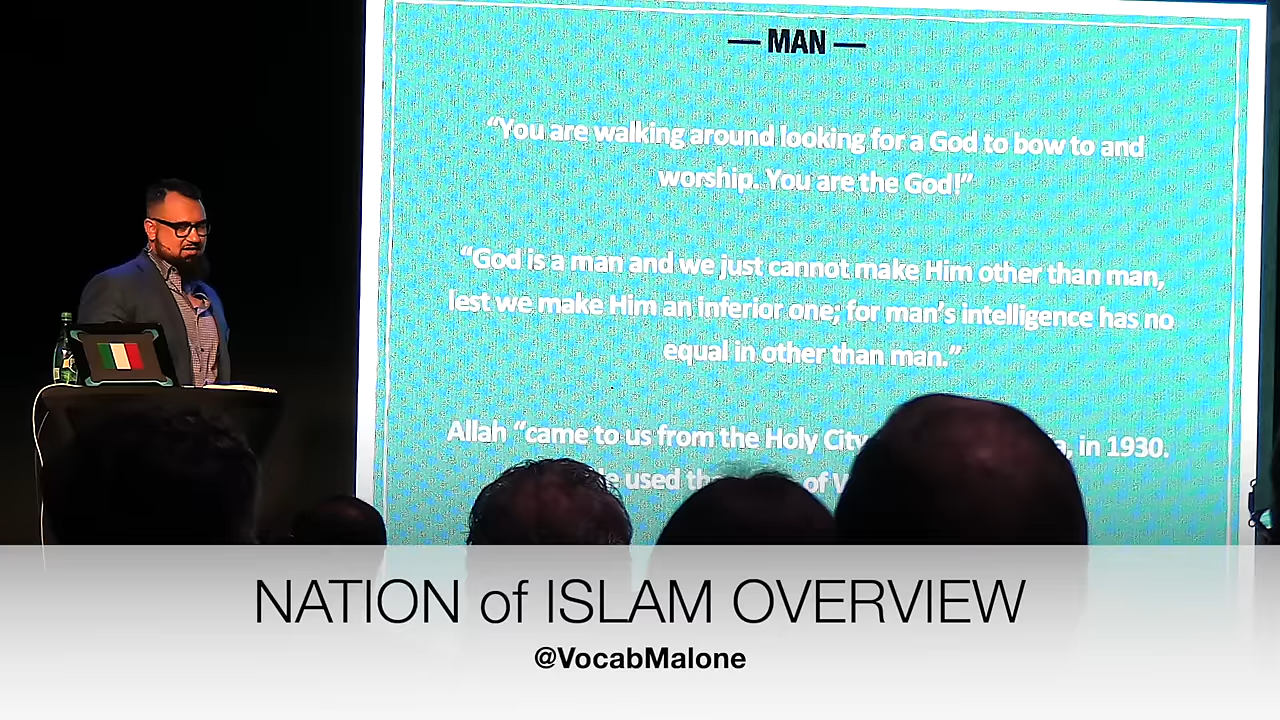 — MAN —
“You are walking around looking for a God to bow to and
worship. You are the God!”
“God is a man and we just cannot make Him other than man,
lest we make Him an inferior one; for man’s intelligence has no
equal in other than man.”
Allah “came to us from the Holy City in 1930.
used of
NATION of ISLAM OVERVIEW
@VocabMalone